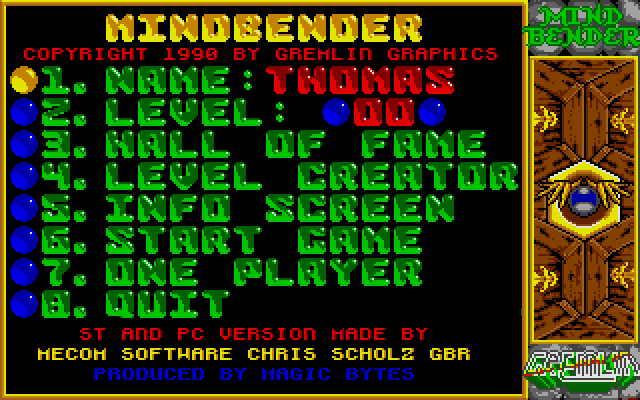 MINDBENDER
COPYRIGHT 1990 BY GREMLIN GRAPHICS
1. NAME: THOMAS
2. LEVEL: 00
3. HALL OF FAME
4. LEVEL CREATOR
5. INFO SCREEN
6. START GAME
7. ONE PLAYER
8. QUIT
ST AND PC VERSION MADE BY
MECOM SOFTWARE CHRIS SCHOLZ GBR
PRODUCED BY MAGIC BYTES
MIND
BENDER
GREMLIN